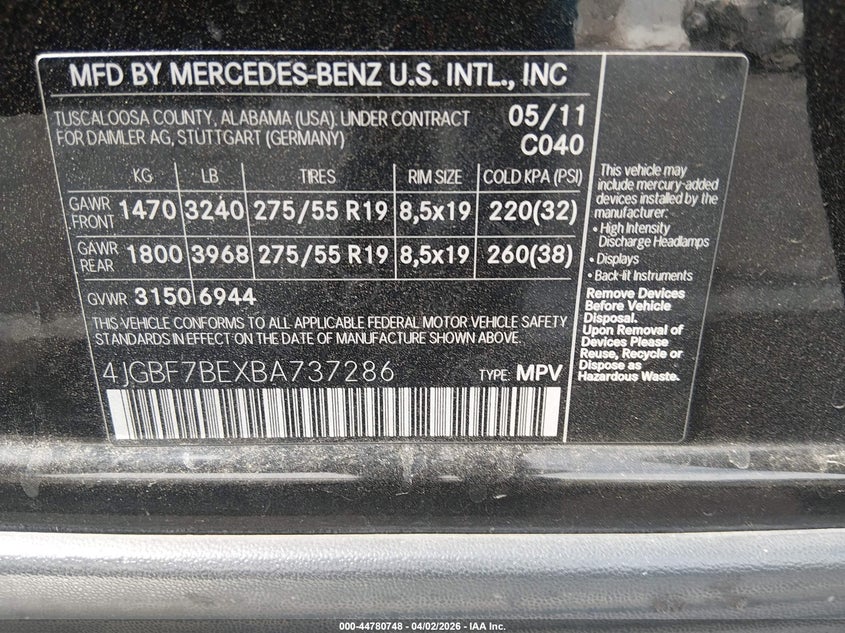 MFD BY MERCEDES-BENZ U.S. INTL., INC
TUSCALOOSA COUNTY, ALABAMA (USA). UNDER CONTRACT
FOR DAIMLER AG, STUTTGART (GERMANY)
05/11
C040
KG LB TIRES RIM SIZE COLD KPA (PSI)
GAWR FRONT 1470 3240 275/55 R19 8,5x19 220(32)
GAWR REAR 1800 3968 275/55 R19 8,5x19 260(38)
GVWR 3150 6944
THIS VEHICLE CONFORMS TO ALL APPLICABLE FEDERAL MOTOR VEHICLE SAFETY
STANDARDS IN EFFECT ON THE DATE OF MANUFACTURE SHOWN ABOVE.
4JGBF7BEXBA737286 TYPE: MPV
This vehicle may
include mercury-added
devices installed by the
manufacturer:
• High Intensity
Discharge Headlamps
• Displays
• Back-lit Instruments
Remove Devices
Before Vehicle
Disposal.
Upon Removal of
Devices Please
Reuse, Recycle or
Dispose as
Hazardous Waste.
000-44780748 - 04/02/2026 - IAA Inc.